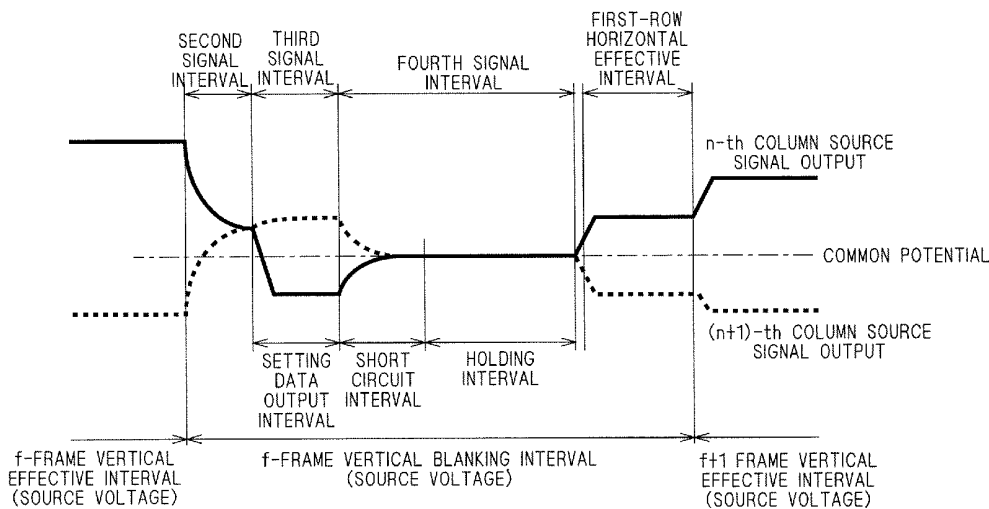 SECOND
SIGNAL
INTERVAL
THIRD
SIGNAL
INTERVAL
FOURTH SIGNAL
INTERVAL
FIRST-ROW
HORIZONTAL
EFFECTIVE
INTERVAL
n-th COLUMN SOURCE
SIGNAL OUTPUT
COMMON POTENTIAL
(n+1)-th COLUMN SOURCE
SIGNAL OUTPUT
SETTING
DATA
OUTPUT
INTERVAL
SHORT
CIRCUIT
INTERVAL
HOLDING
INTERVAL
f-FRAME VERTICAL
EFFECTIVE INTERVAL
(SOURCE VOLTAGE)
f-FRAME VERTICAL BLANKING INTERVAL
(SOURCE VOLTAGE)
f+1 FRAME VERTICAL
EFFECTIVE INTERVAL
(SOURCE VOLTAGE)